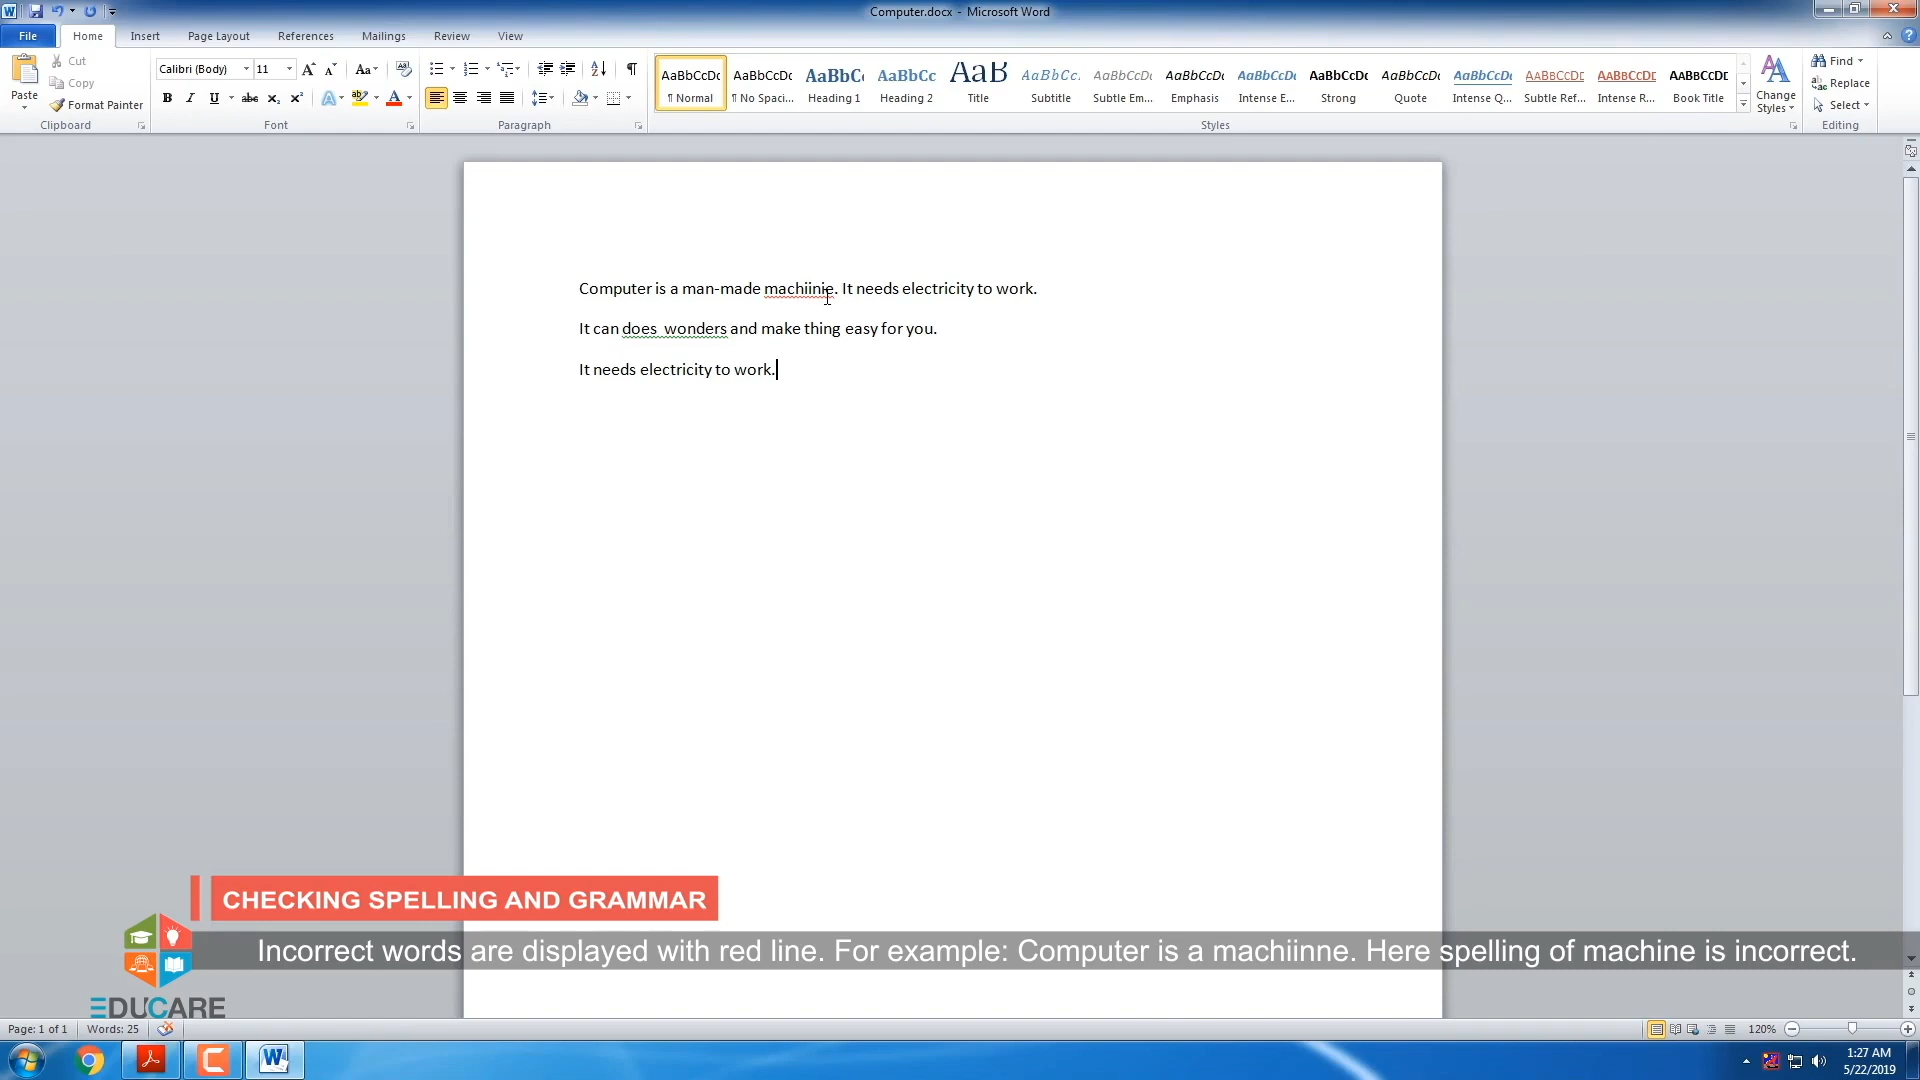 Computer.docx - Microsoft Word
File Home Insert Page Layout References Mailings Review View
Paste
Cut
Copy
Format Painter
Clipboard
Calibri (Body) 11
Font
Paragraph
AaBbCcDc AaBbCcDc AaBbC AaBbCc AaB AaBbCc. AaBbCcDc AaBbCcDc AaBbCcDc AaBbCcDc AaBbCcDc AaBbCcDc AaBbCcDc AaBbCcDc AaBbCcDc
¶ Normal ¶ No Spaci... Heading 1 Heading 2 Title Subtitle Subtle Em... Emphasis Intense E... Strong Quote Intense Q... Subtle Ref... Intense R... Book Title
Styles
Change
Styles
Find
Replace
Select
Editing
Computer is a man-made machiinie. It needs electricity to work.
It can does  wonders and make thing easy for you.
It needs electricity to work.
CHECKING SPELLING AND GRAMMAR
Incorrect words are displayed with red line. For example: Computer is a machiinne. Here spelling of machine is incorrect.
EDUCARE
Page: 1 of 1 Words: 25
120%
1:27 AM
5/22/2019